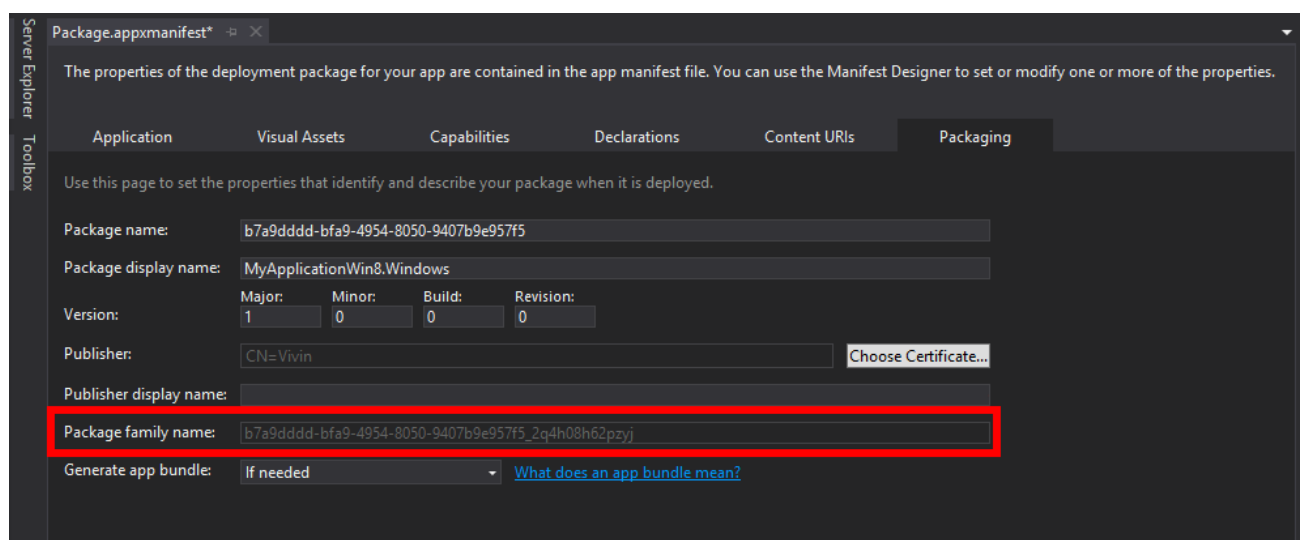 Server Explorer
Toolbox
Package.appxmanifest*
The properties of the deployment package for your app are contained in the app manifest file. You can use the Manifest Designer to set or modify one or more of the properties.
Application Visual Assets Capabilities Declarations Content URIs Packaging
Use this page to set the properties that identify and describe your package when it is deployed.
Package name: b7a9dddd-bfa9-4954-8050-9407b9e957f5
Package display name: MyApplicationWin8.Windows
Major: Minor: Build: Revision:
Version: 1 0 0 0
Publisher: CN=Vivin Choose Certificate...
Publisher display name:
Package family name: b7a9dddd-bfa9-4954-8050-9407b9e957f5_2q4h08h62pzyj
Generate app bundle: If needed What does an app bundle mean?